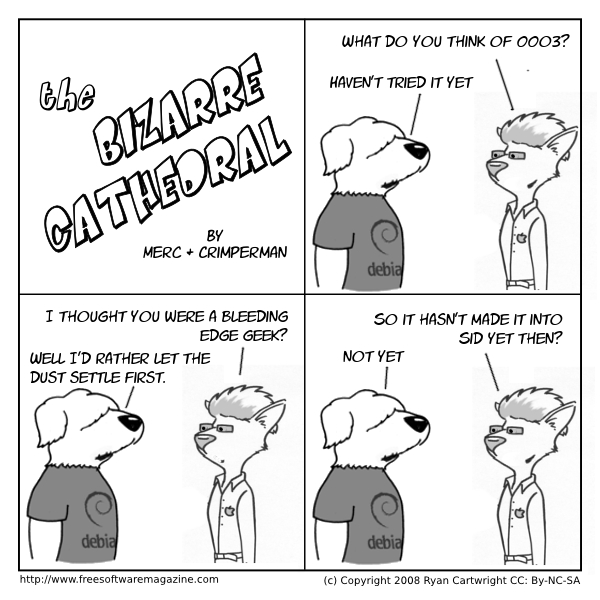 the
BIZARRE
CATHEDRAL
BY
MERC + CRIMPERMAN
WHAT DO YOU THINK OF OOO3?
HAVEN'T TRIED IT YET
debia
I THOUGHT YOU WERE A BLEEDING
EDGE GEEK?
WELL I'D RATHER LET THE
DUST SETTLE FIRST.
debia
SO IT HASN'T MADE IT INTO
SID YET THEN?
NOT YET
debia
http://www.freesoftwaremagazine.com
(c) Copyright 2008 Ryan Cartwright CC: By-NC-SA